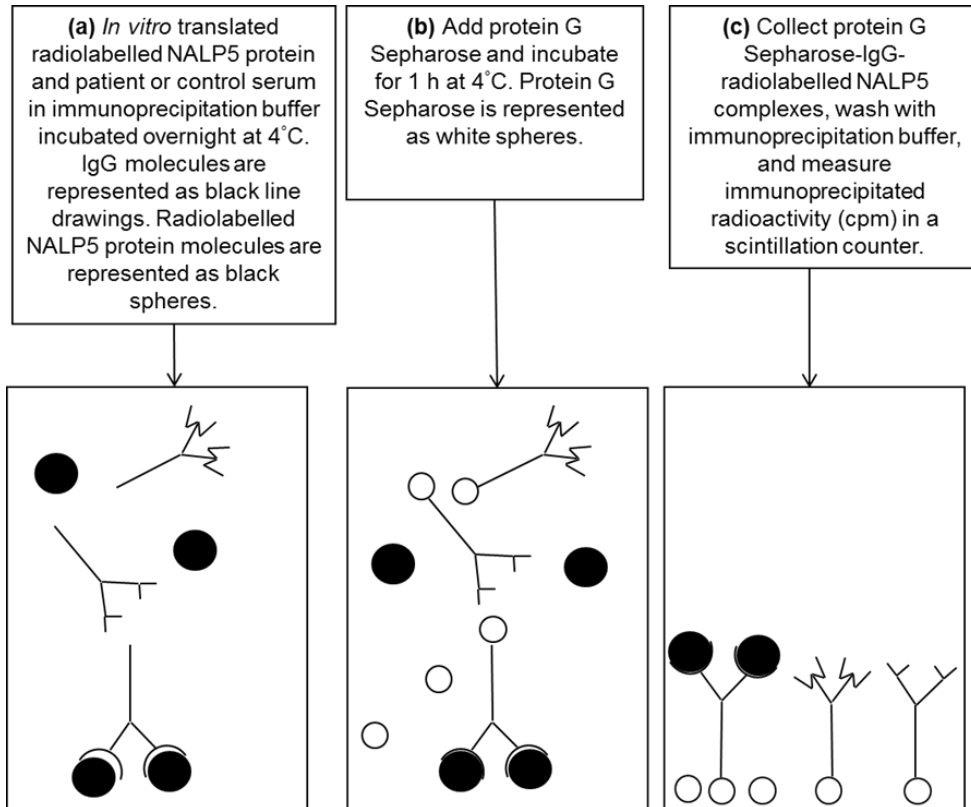 (a) In vitro translated
radiolabelled NALP5 protein
and patient or control serum
in immunoprecipitation buffer
incubated overnight at 4°C.
IgG molecules are
represented as black line
drawings. Radiolabelled
NALP5 protein molecules are
represented as black
spheres.
(b) Add protein G
Sepharose and incubate
for 1 h at 4°C. Protein G
Sepharose is represented
as white spheres.
(c) Collect protein G
Sepharose-IgG-
radiolabelled NALP5
complexes, wash with
immunoprecipitation buffer,
and measure
immunoprecipitated
radioactivity (cpm) in a
scintillation counter.